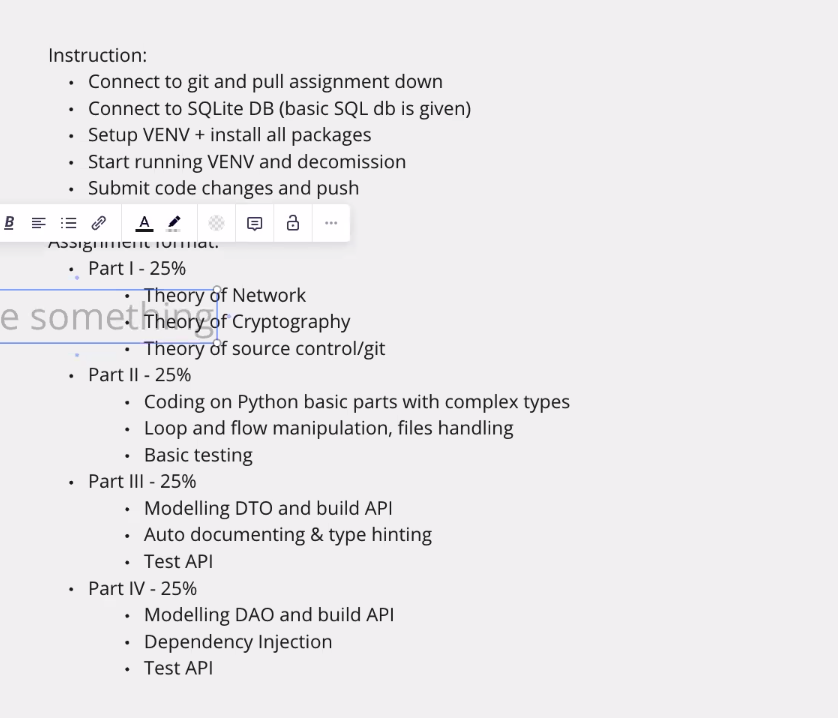 Instruction:
• Connect to git and pull assignment down
• Connect to SQLite DB (basic SQL db is given)
• Setup VENV + install all packages
• Start running VENV and decomission
• Submit code changes and push
B A
Assignment format:
• Part I - 25%
• Theory of Network
e something
• Theory of Cryptography
• Theory of source control/git
• Part II - 25%
• Coding on Python basic parts with complex types
• Loop and flow manipulation, files handling
• Basic testing
• Part III - 25%
• Modelling DTO and build API
• Auto documenting & type hinting
• Test API
• Part IV - 25%
• Modelling DAO and build API
• Dependency Injection
• Test API